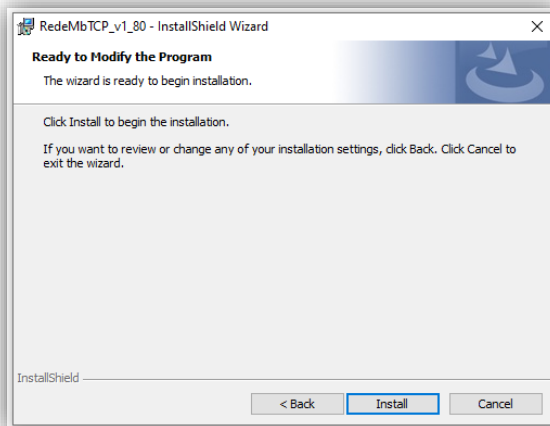 RedeMbTCP_v1_80 - InstallShield Wizard
Ready to Modify the Program
The wizard is ready to begin installation.
Click Install to begin the installation.
If you want to review or change any of your installation settings, click Back. Click Cancel to
exit the wizard.
InstallShield
< Back Install Cancel